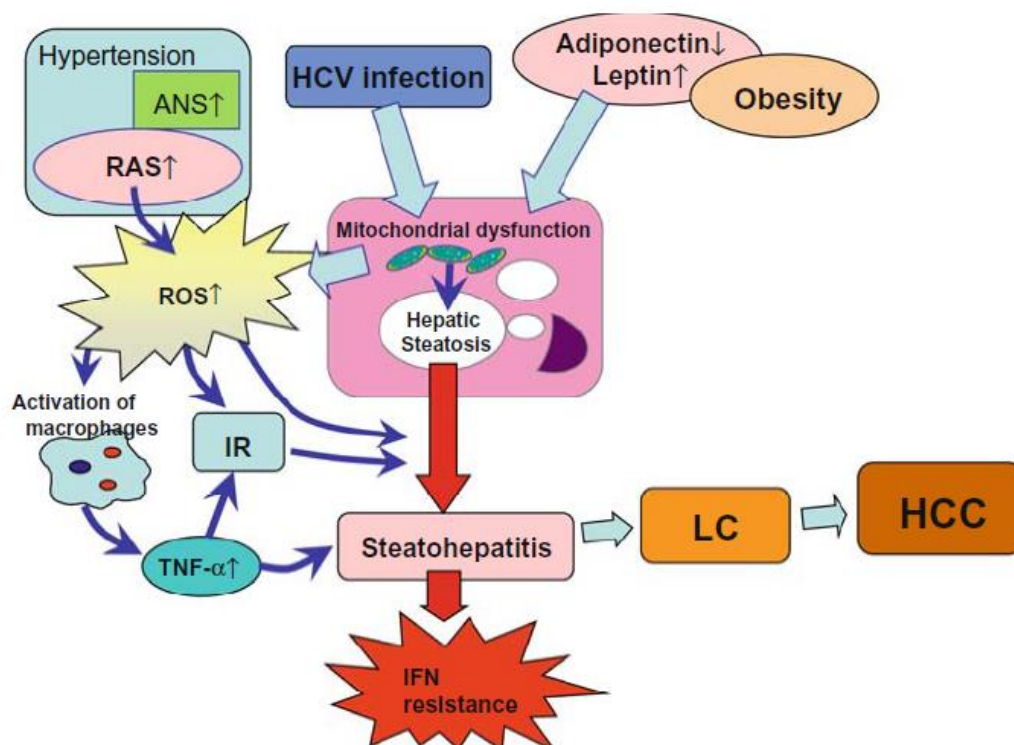 Hypertension
ANS↑
RAS↑
HCV infection
Adiponectin↓
Leptin↑
Obesity
Mitochondrial dysfunction
ROS↑
Hepatic
Steatosis
Activation of
macrophages
IR
TNF-α↑
Steatohepatitis
LC
HCC
IFN
resistance